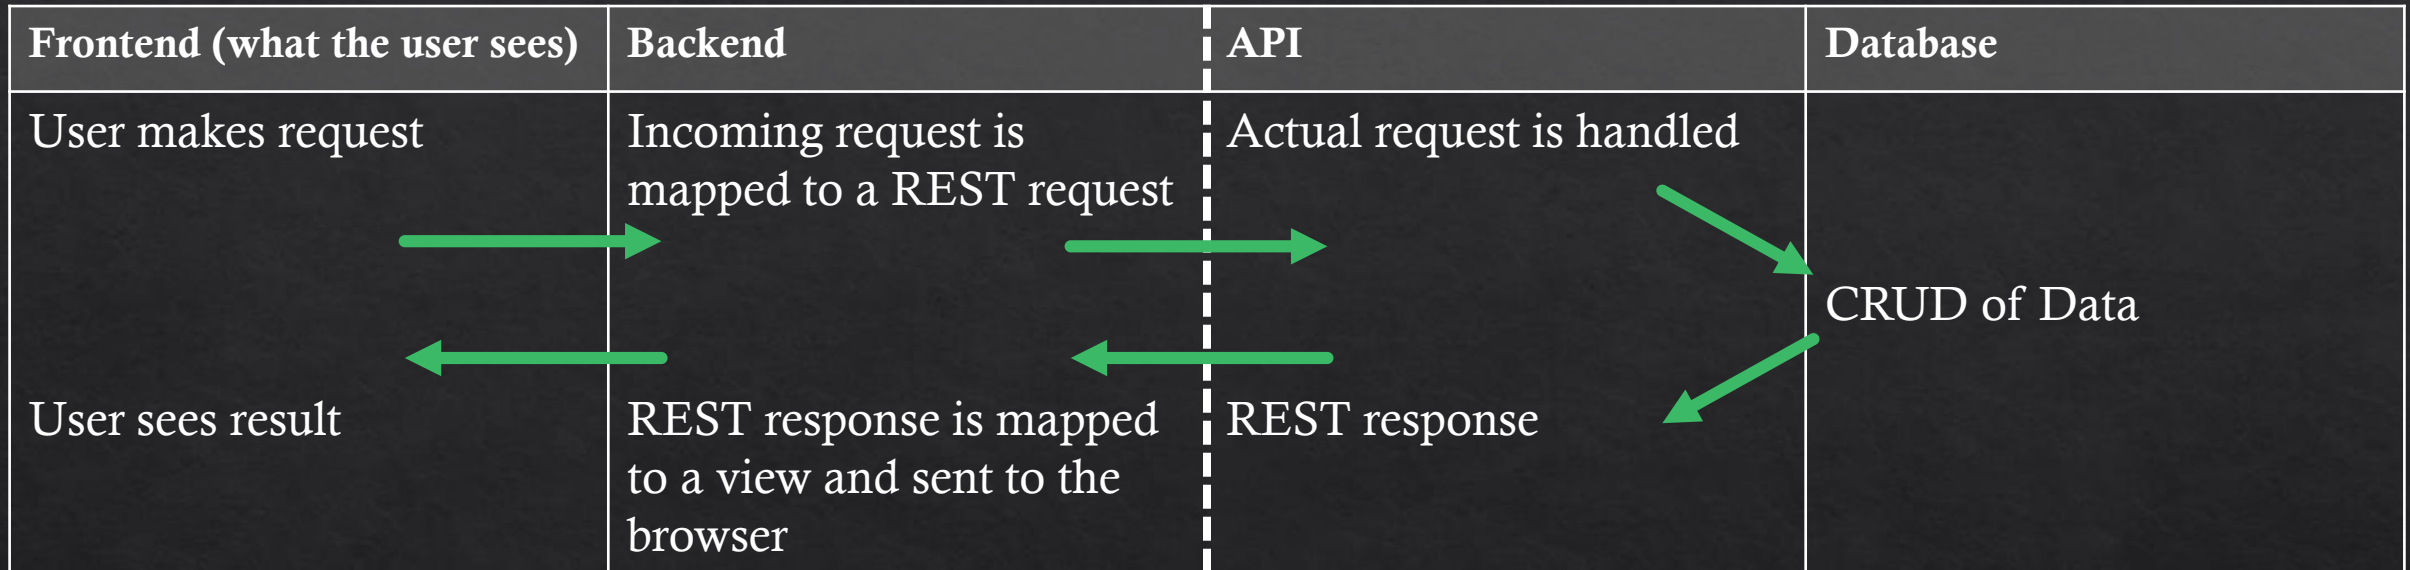 Frontend (what the user sees)
Backend
API
Database
User makes request
Incoming request is
mapped to a REST request
Actual request is handled
CRUD of Data
User sees result
REST response is mapped
to a view and sent to the
browser
REST response